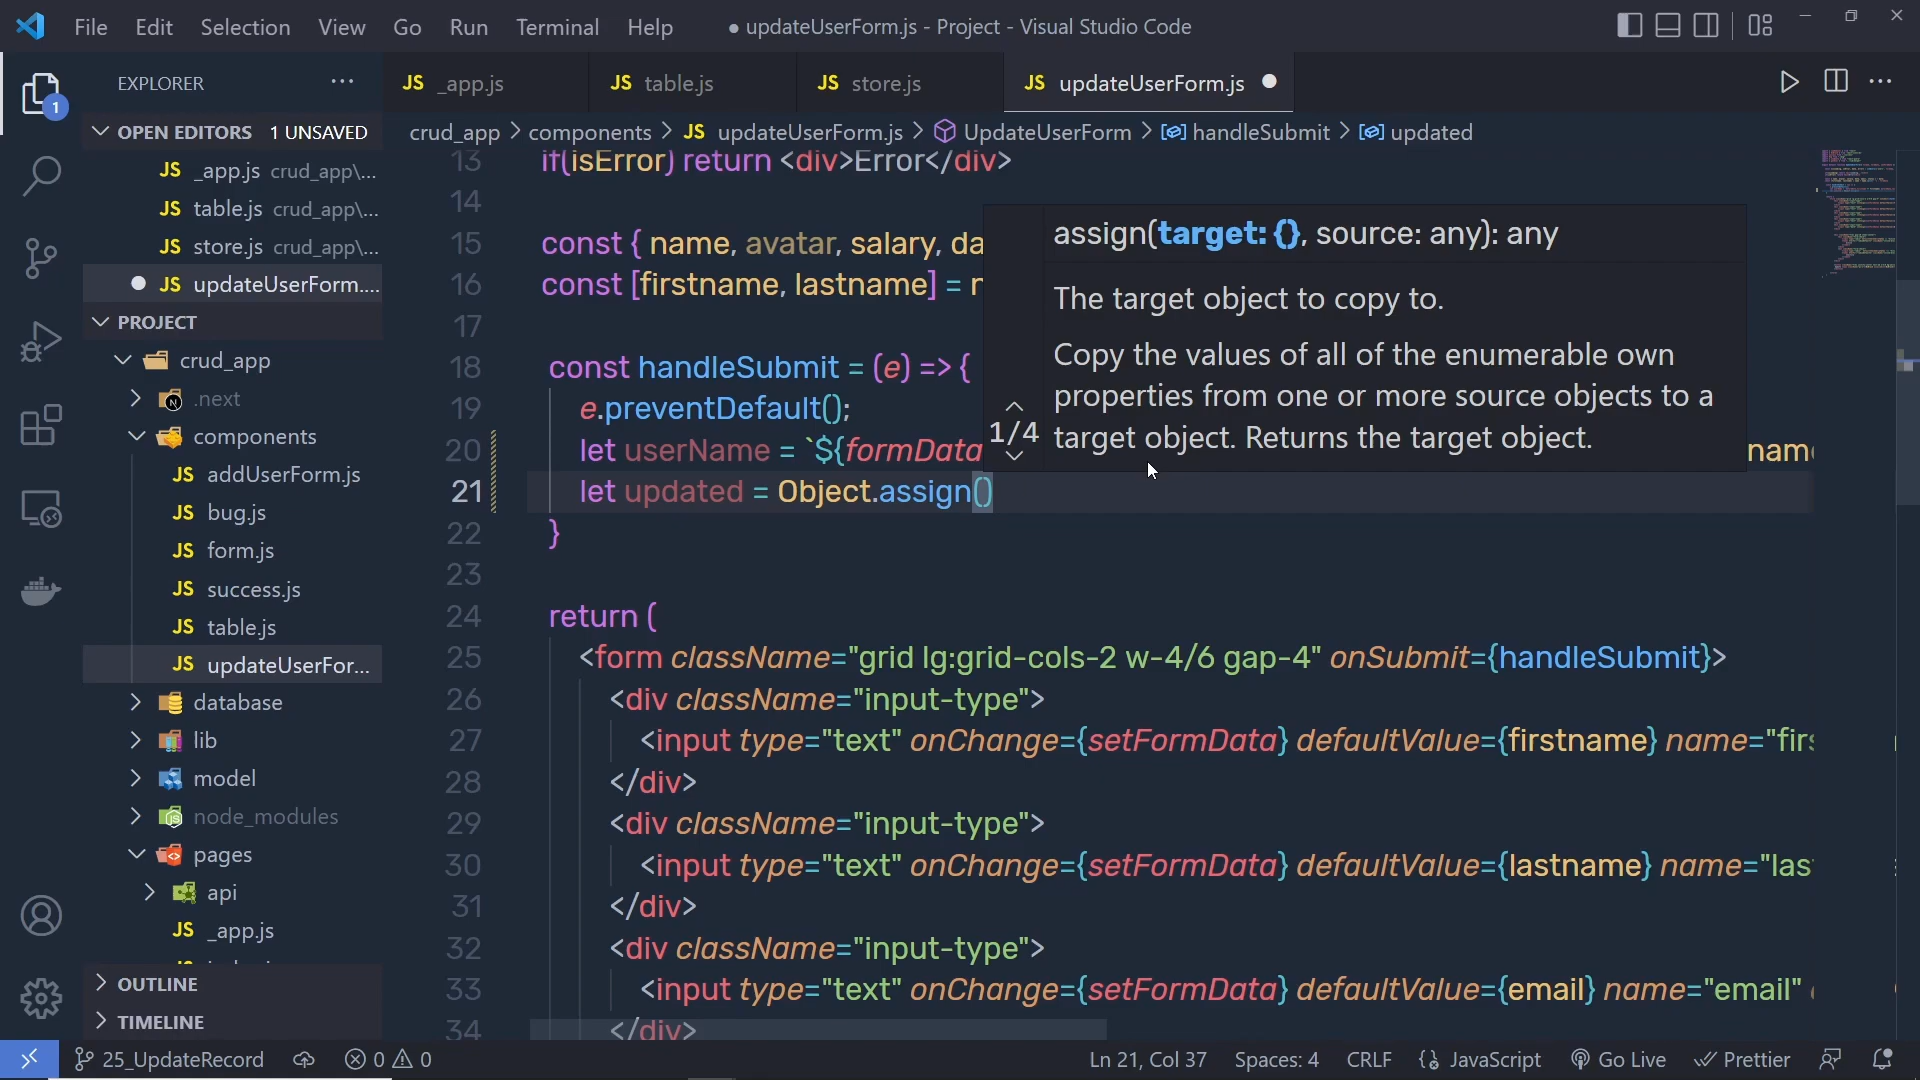 File Edit Selection View Go Run Terminal Help ● updateUserForm.js - Project - Visual Studio Code
EXPLORER ···
JS _app.js JS table.js JS store.js JS updateUserForm.js ●
OPEN EDITORS 1 UNSAVED
crud_app > components > JS updateUserForm.js > UpdateUserForm > handleSubmit > updated
JS _app.js crud_app\...
JS table.js crud_app\...
JS store.js crud_app\...
● JS updateUserForm....
PROJECT
crud_app
.next
components
JS addUserForm.js
JS bug.js
JS form.js
JS success.js
JS table.js
JS updateUserFor...
database
lib
model
node_modules
pages
api
JS _app.js
OUTLINE
TIMELINE
1
13 if(isError) return <div>Error</div>
14
15 const { name, avatar, salary, da
16 const [firstname, lastname] = n
17
18 const handleSubmit = (e) => {
19 e.preventDefault();
20 let userName = `${formData name
21 let updated = Object.assign()
22 }
23
24 return (
25 <form className="grid lg:grid-cols-2 w-4/6 gap-4" onSubmit={handleSubmit}>
26 <div className="input-type">
27 <input type="text" onChange={setFormData} defaultValue={firstname} name="firs
28 </div>
29 <div className="input-type">
30 <input type="text" onChange={setFormData} defaultValue={lastname} name="las
31 </div>
32 <div className="input-type">
33 <input type="text" onChange={setFormData} defaultValue={email} name="email"
34 </div>
assign(target: {}, source: any): any
The target object to copy to.
Copy the values of all of the enumerable own
properties from one or more source objects to a
1/4 target object. Returns the target object.
25_UpdateRecord 0 0 Ln 21, Col 37 Spaces: 4 CRLF {} JavaScript Go Live Prettier